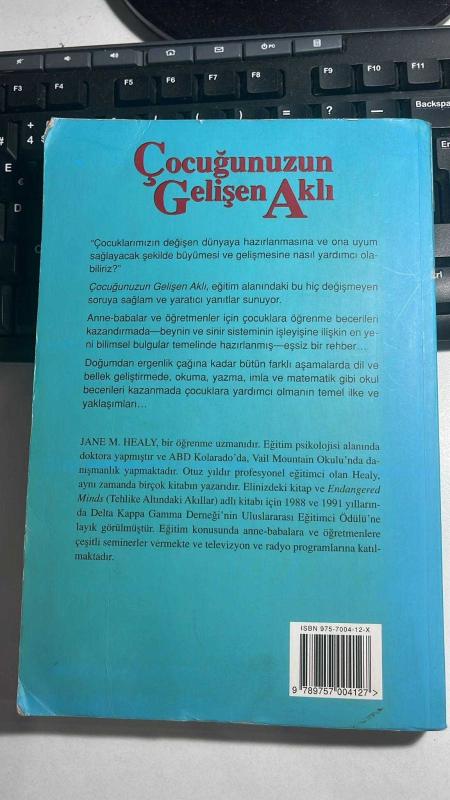 F3
F4
F5
F6
F7
F8
F9
F10
F11
Backspa
E
D
Çocuğunuzun
Gelişen Aklı
"Çocuklarımızın değişen dünyaya hazırlanmasına ve ona uyum
sağlayacak şekilde büyümesi ve gelişmesine nasıl yardımcı ola-
biliriz?"
Çocuğunuzun Gelişen Aklı, eğitim alanındaki bu hiç değişmeyen
soruya sağlam ve yaratıcı yanıtlar sunuyor.
Anne-babalar ve öğretmenler için çocuklara öğrenme becerileri
kazandırmada—beynin ve sinir sisteminin işleyişine ilişkin en ye-
ni bilimsel bulgular temelinde hazırlanmış—eşsiz bir rehber...
Doğumdan ergenlik çağına kadar bütün farklı aşamalarda dil ve
bellek geliştirmede, okuma, yazma, imla ve matematik gibi okul
becerileri kazanmada çocuklara yardımcı olmanın temel ilke ve
yaklaşımları...
JANE M. HEALY, bir öğrenme uzmanıdır. Eğitim psikolojisi alanında
doktora yapmıştır ve ABD Kolarado'da, Vail Mountain Okulu'nda da-
nışmanlık yapmaktadır. Otuz yıldır profesyonel eğitimci olan Healy,
aynı zamanda birçok kitabın yazarıdır. Elinizdeki kitap ve Endangered
Minds (Tehlike Altındaki Akıllar) adlı kitabı için 1988 ve 1991 yılların-
da Delta Kappa Gamma Derneği'nin Uluslararası Eğitimci Ödülü'ne
layık görülmüştür. Eğitim konusunda anne-babalara ve öğretmenlere
çeşitli seminerler vermekte ve televizyon ve radyo programlarına katıl-
maktadır.
ISBN 975-7004-12-X
9 789757 004127 >